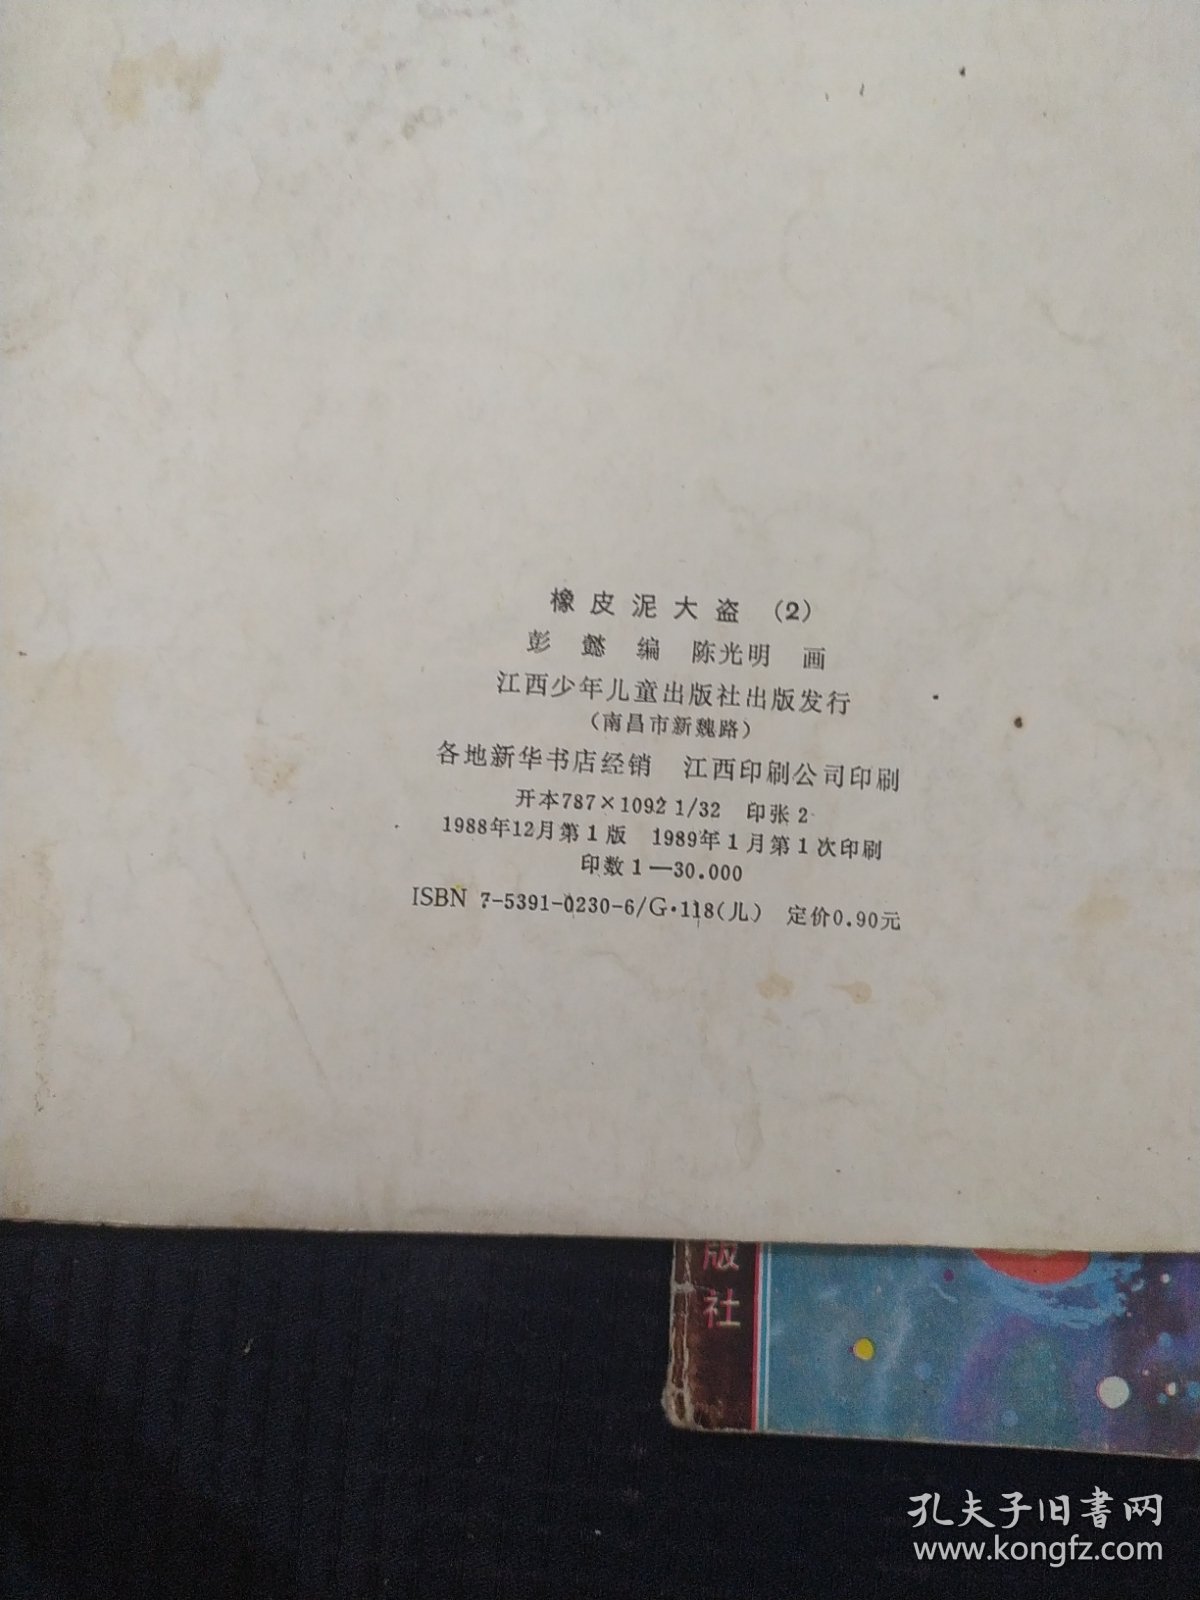 橡皮泥大盗（2）
彭懿 编 陈光明 画
江西少年儿童出版社出版发行
（南昌市新魏路）
各地新华书店经销 江西印刷公司印刷
开本787×1092 1/32 印张 2
1988年12月第1版 1989年1月第1次印刷
印数 1—30.000
ISBN 7-5391-0230-6/G·118（儿） 定价0.90元
版社
孔夫子旧书网
www.kongfz.com